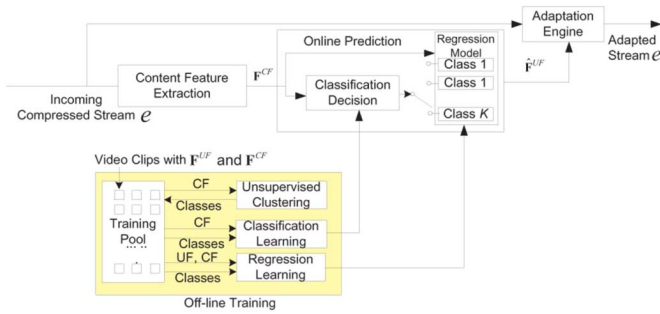 Adaptation
Engine
Adapted
Stream e
Online Prediction
Regression
Model
Class 1
Class 1
Class K
F̂^UF
Content Feature
Extraction
F^CF
Classification
Decision
Incoming
Compressed Stream e
Video Clips with F^UF and F^CF
Training
Pool
... ...
CF
Classes
Unsupervised
Clustering
CF
Classes
Classification
Learning
UF, CF
Classes
Regression
Learning
Off-line Training